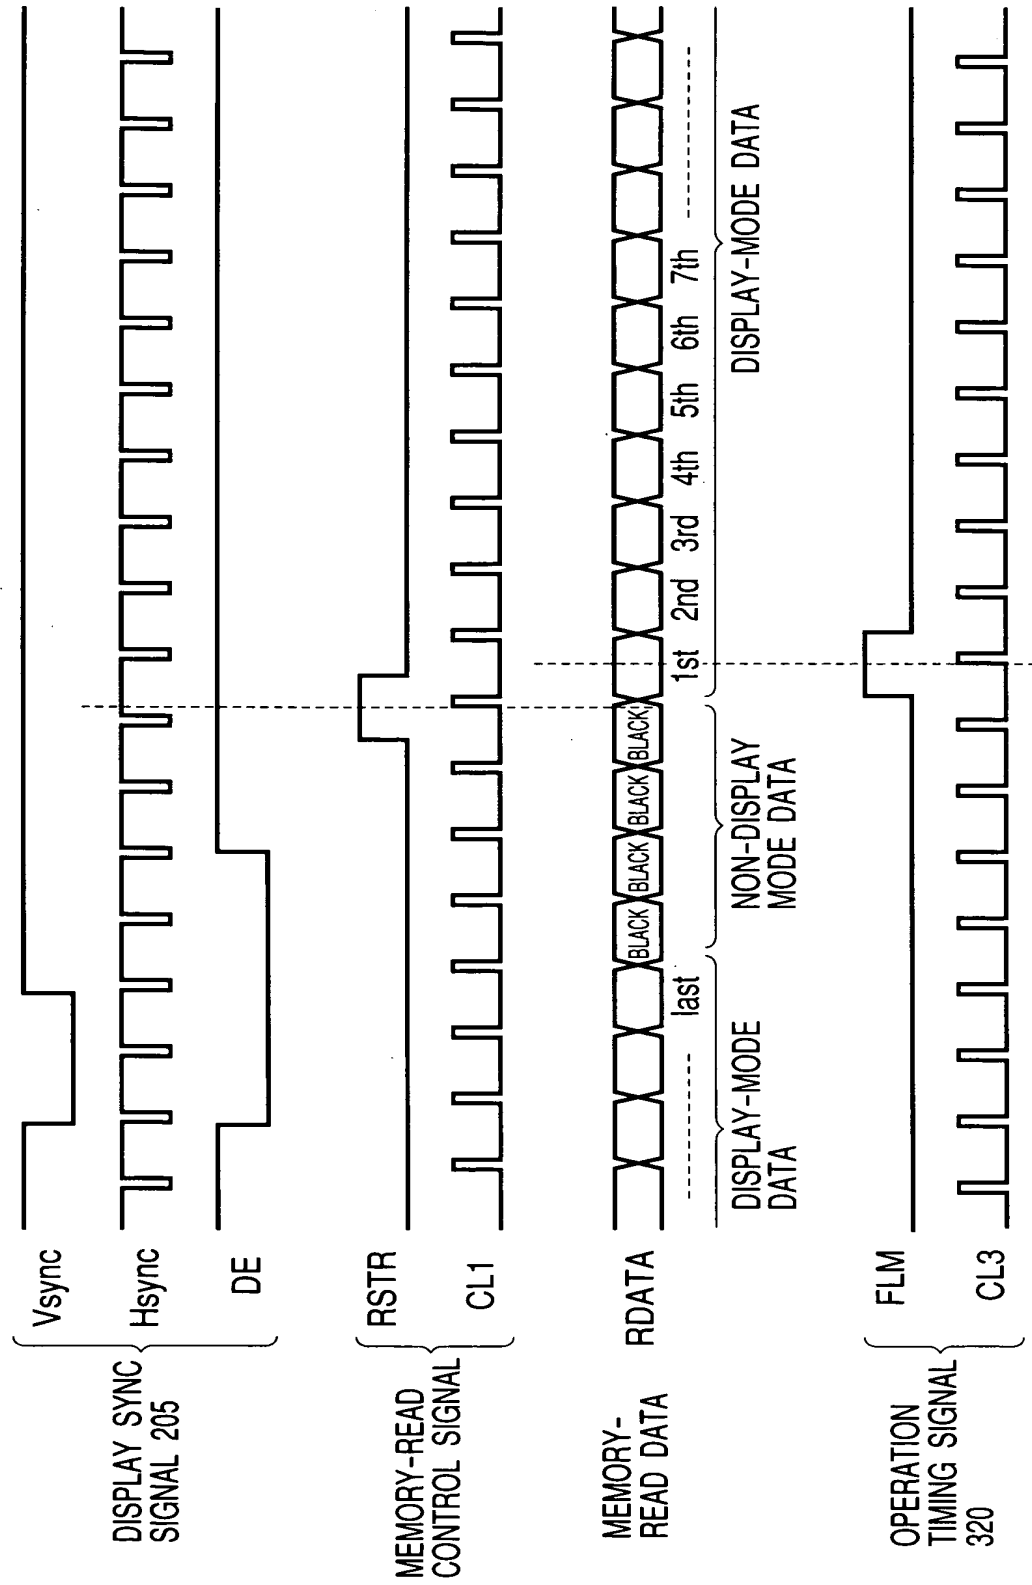 DISPLAY SYNC
SIGNAL 205
Vsync
Hsync
DE
MEMORY-READ
CONTROL SIGNAL
RSTR
CL1
MEMORY-
READ DATA
RDATA
BLACK
BLACK
BLACK
BLACK
last
1st
2nd
3rd
4th
5th
6th
7th
DISPLAY-MODE
DATA
NON-DISPLAY
MODE DATA
DISPLAY-MODE DATA
OPERATION
TIMING SIGNAL
320
FLM
CL3